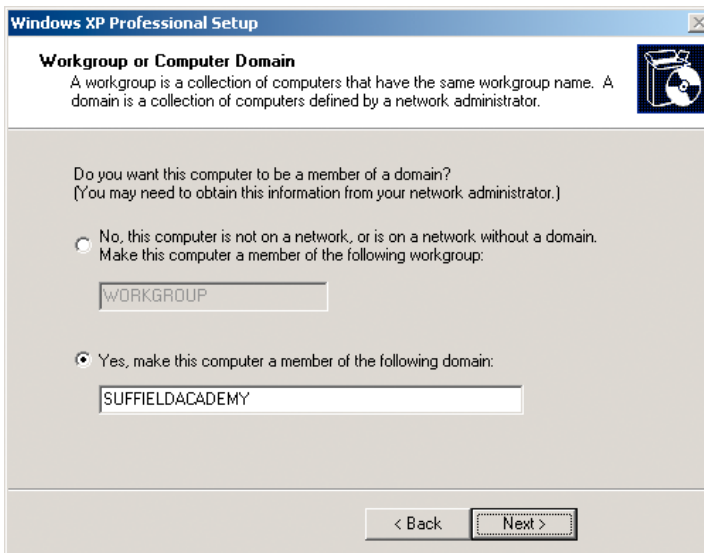 Windows XP Professional Setup
Workgroup or Computer Domain
A workgroup is a collection of computers that have the same workgroup name. A
domain is a collection of computers defined by a network administrator.
Do you want this computer to be a member of a domain?
(You may need to obtain this information from your network administrator.)
No, this computer is not on a network, or is on a network without a domain.
Make this computer a member of the following workgroup:
WORKGROUP
Yes, make this computer a member of the following domain:
SUFFIELDACADEMY
< Back Next >